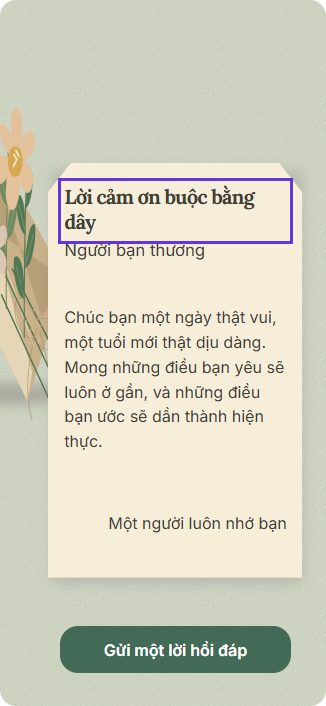 Lời cảm ơn buộc bằng
dây
Người bạn thương
Chúc bạn một ngày thật vui,
một tuổi mới thật dịu dàng.
Mong những điều bạn yêu sẽ
luôn ở gần, và những điều
bạn ước sẽ dần thành hiện
thực.
Một người luôn nhớ bạn
Gửi một lời hồi đáp